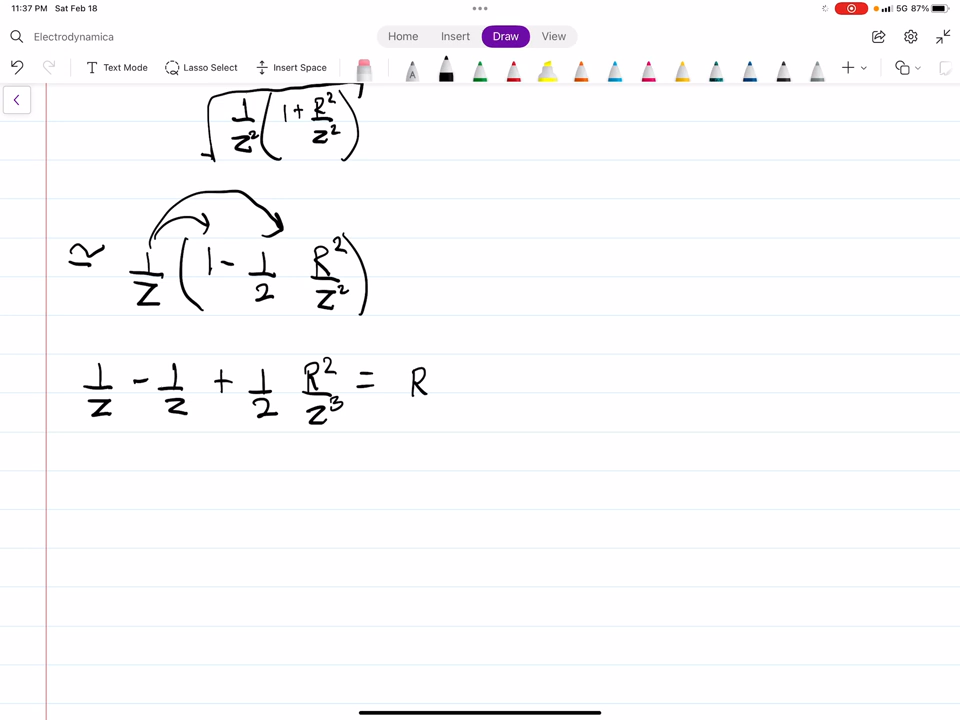 11:37 PM Sat Feb 18
5G 87%
Electrodynamica
Home Insert Draw View
T Text Mode Lasso Select Insert Space
√(1/z² (1 + R²/z²))
≅ 1/z (1 - 1/2 R²/z²)
1/z - 1/z + 1/2 R²/z³ = R